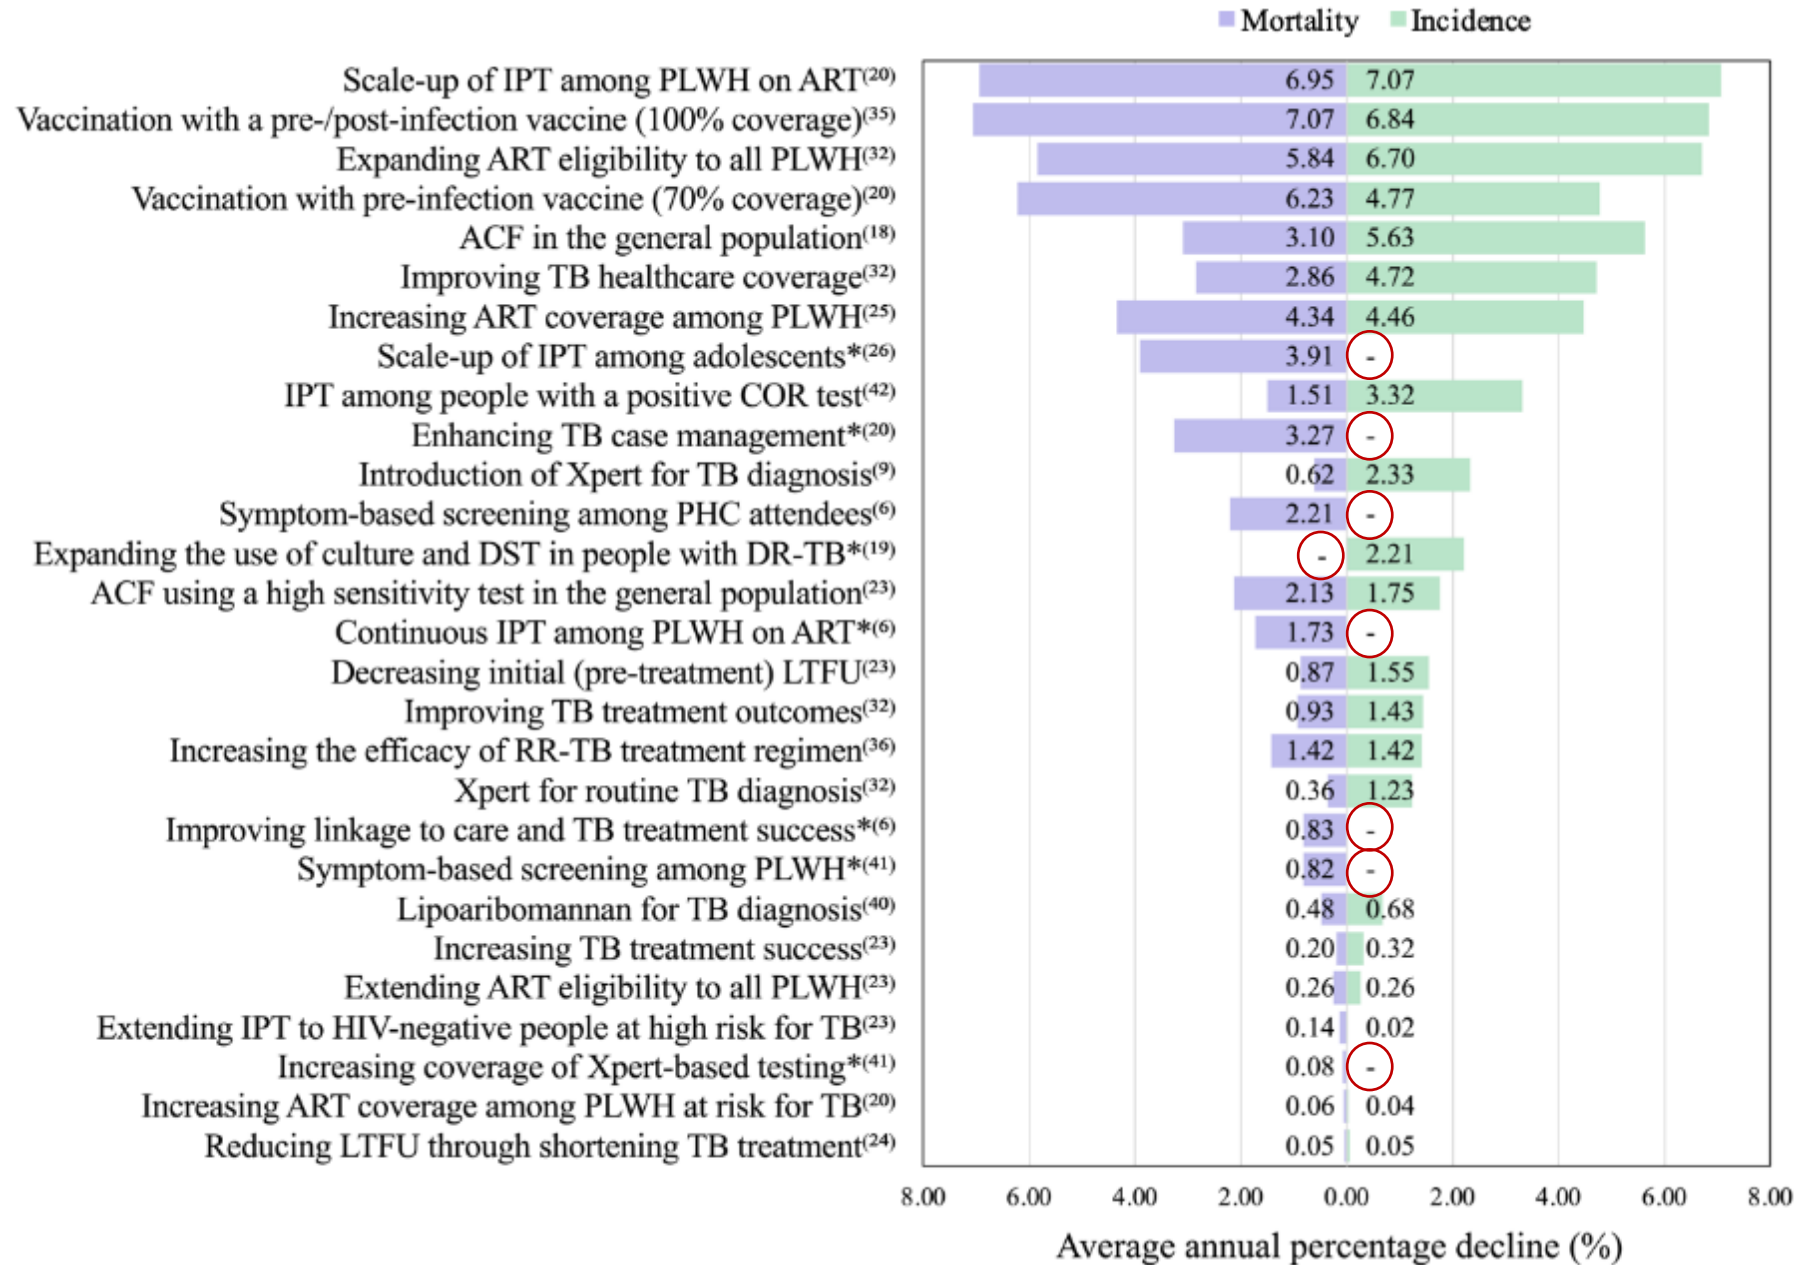 Mortality Incidence
Scale-up of IPT among PLWH on ART(20) 6.95 7.07
Vaccination with a pre-/post-infection vaccine (100% coverage)(35) 7.07 6.84
Expanding ART eligibility to all PLWH(32) 5.84 6.70
Vaccination with pre-infection vaccine (70% coverage)(20) 6.23 4.77
ACF in the general population(18) 3.10 5.63
Improving TB healthcare coverage(32) 2.86 4.72
Increasing ART coverage among PLWH(25) 4.34 4.46
Scale-up of IPT among adolescents*(26) 3.91 -
IPT among people with a positive COR test(42) 1.51 3.32
Enhancing TB case management*(20) 3.27 -
Introduction of Xpert for TB diagnosis(9) 0.62 2.33
Symptom-based screening among PHC attendees(6) 2.21 -
Expanding the use of culture and DST in people with DR-TB*(19) - 2.21
ACF using a high sensitivity test in the general population(23) 2.13 1.75
Continuous IPT among PLWH on ART*(6) 1.73 -
Decreasing initial (pre-treatment) LTFU(23) 0.87 1.55
Improving TB treatment outcomes(32) 0.93 1.43
Increasing the efficacy of RR-TB treatment regimen(36) 1.42 1.42
Xpert for routine TB diagnosis(32) 0.36 1.23
Improving linkage to care and TB treatment success*(6) 0.83 -
Symptom-based screening among PLWH*(41) 0.82 -
Lipoaribomannan for TB diagnosis(40) 0.48 0.68
Increasing TB treatment success(23) 0.20 0.32
Extending ART eligibility to all PLWH(23) 0.26 0.26
Extending IPT to HIV-negative people at high risk for TB(23) 0.14 0.02
Increasing coverage of Xpert-based testing*(41) 0.08 -
Increasing ART coverage among PLWH at risk for TB(20) 0.06 0.04
Reducing LTFU through shortening TB treatment(24) 0.05 0.05
8.00 6.00 4.00 2.00 0.00 2.00 4.00 6.00 8.00
Average annual percentage decline (%)